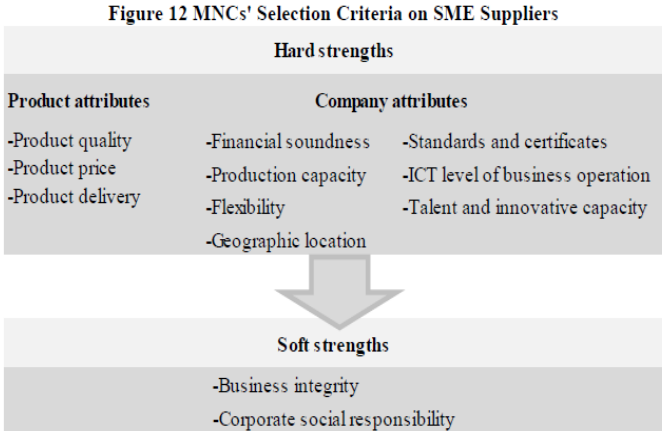 Figure 12 MNCs' Selection Criteria on SME Suppliers
Hard strengths
Product attributes
-Product quality
-Product price
-Product delivery
Company attributes
-Financial soundness
-Production capacity
-Flexibility
-Geographic location
-Standards and certificates
-ICT level of business operation
-Talent and innovative capacity
Soft strengths
-Business integrity
-Corporate social responsibility